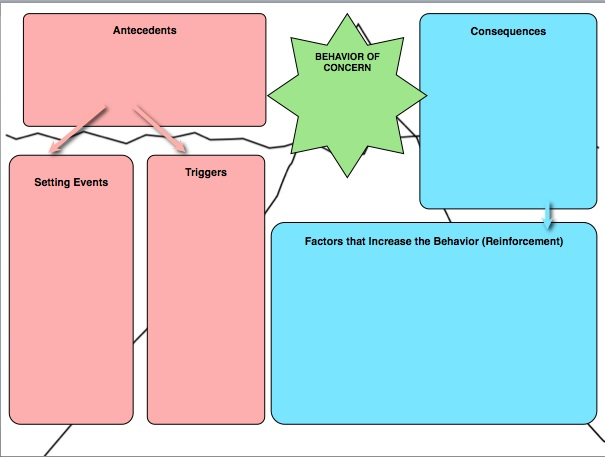 Antecedents
BEHAVIOR OF
CONCERN
Consequences
Setting Events
Triggers
Factors that Increase the Behavior (Reinforcement)